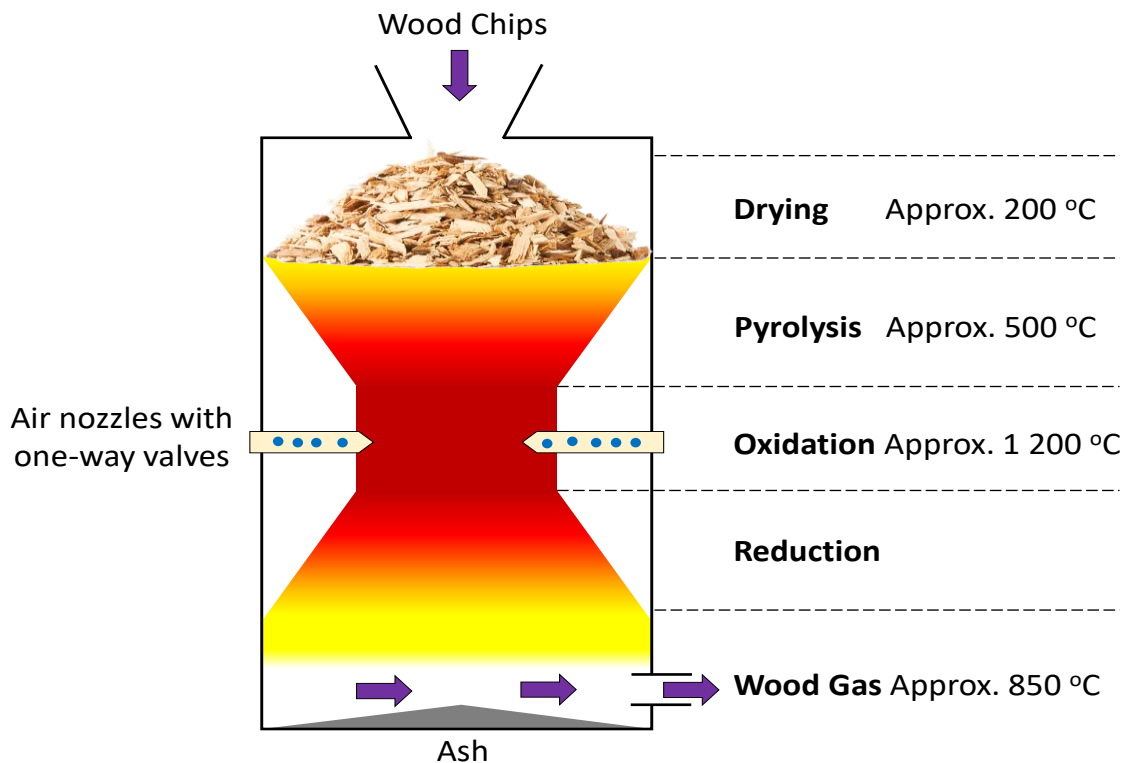 Wood Chips
Drying Approx. 200 °C
Pyrolysis Approx. 500 °C
Air nozzles with
one-way valves
Oxidation Approx. 1 200 °C
Reduction
Wood Gas Approx. 850 °C
Ash